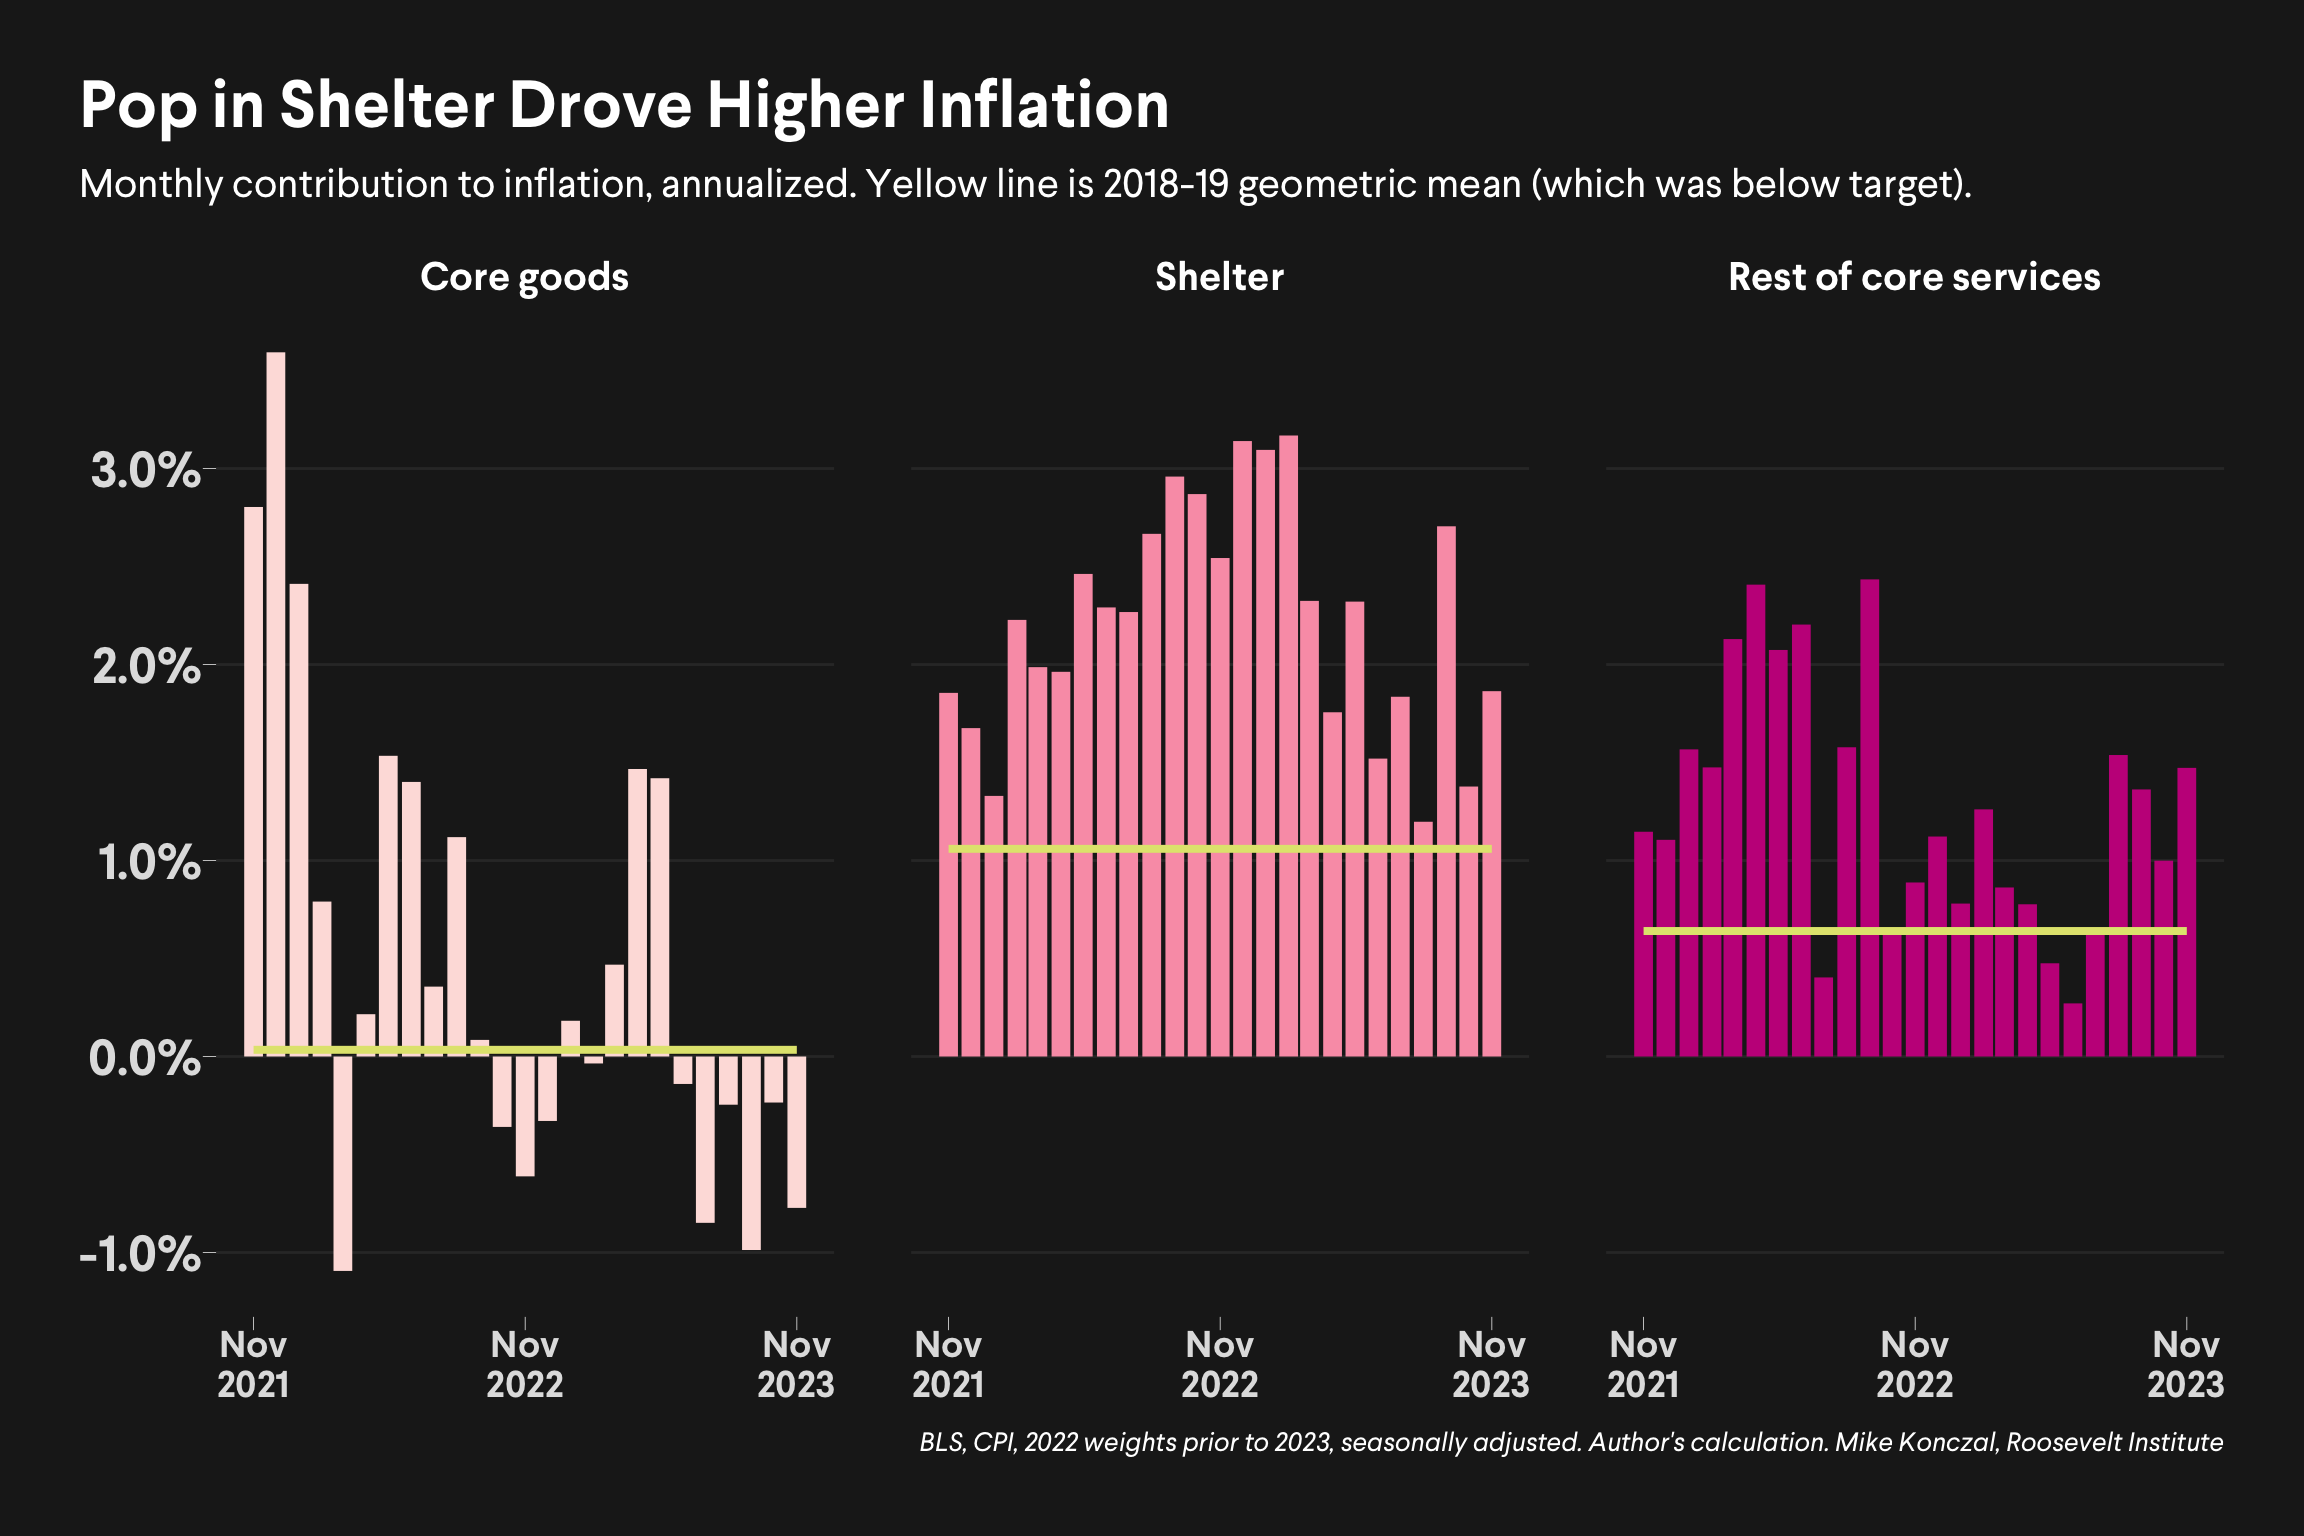 Pop in Shelter Drove Higher Inflation
Monthly contribution to inflation, annualized. Yellow line is 2018-19 geometric mean (which was below target).
Core goods
Shelter
Rest of core services
3.0%
2.0%
1.0%
0.0%
-1.0%
Nov 2021
Nov 2022
Nov 2023
Nov 2021
Nov 2022
Nov 2023
Nov 2021
Nov 2022
Nov 2023
BLS, CPI, 2022 weights prior to 2023, seasonally adjusted. Author's calculation. Mike Konczal, Roosevelt Institute